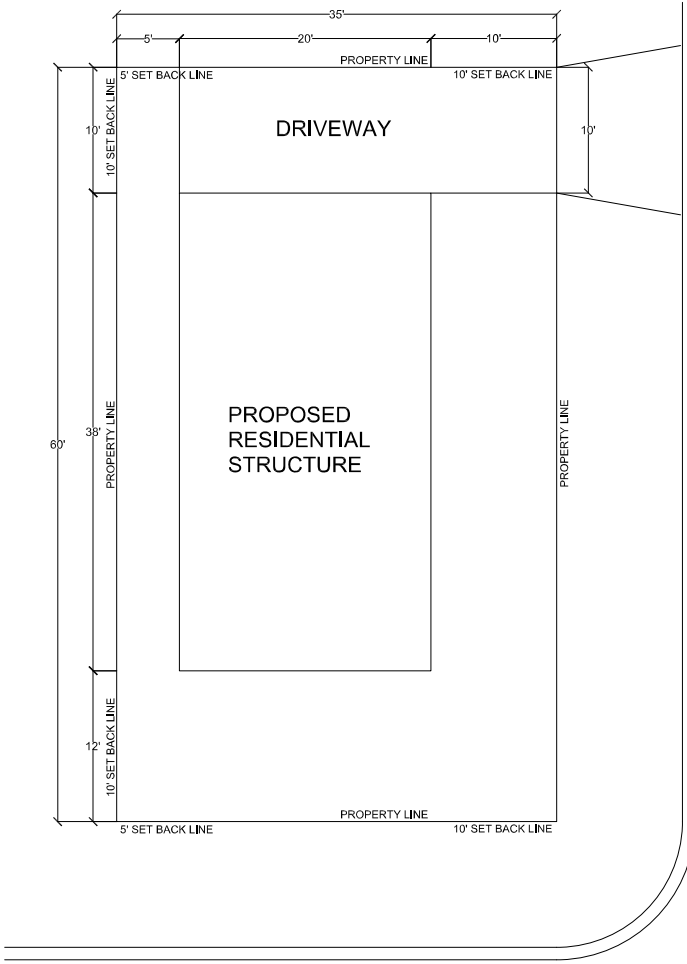 35'
5'
20'
10'
PROPERTY LINE
5' SET BACK LINE
10' SET BACK LINE
10'
10' SET BACK LINE
DRIVEWAY
10'
PROPOSED
RESIDENTIAL
STRUCTURE
60'
38'
PROPERTY LINE
PROPERTY LINE
12'
10' SET BACK LINE
PROPERTY LINE
5' SET BACK LINE
10' SET BACK LINE